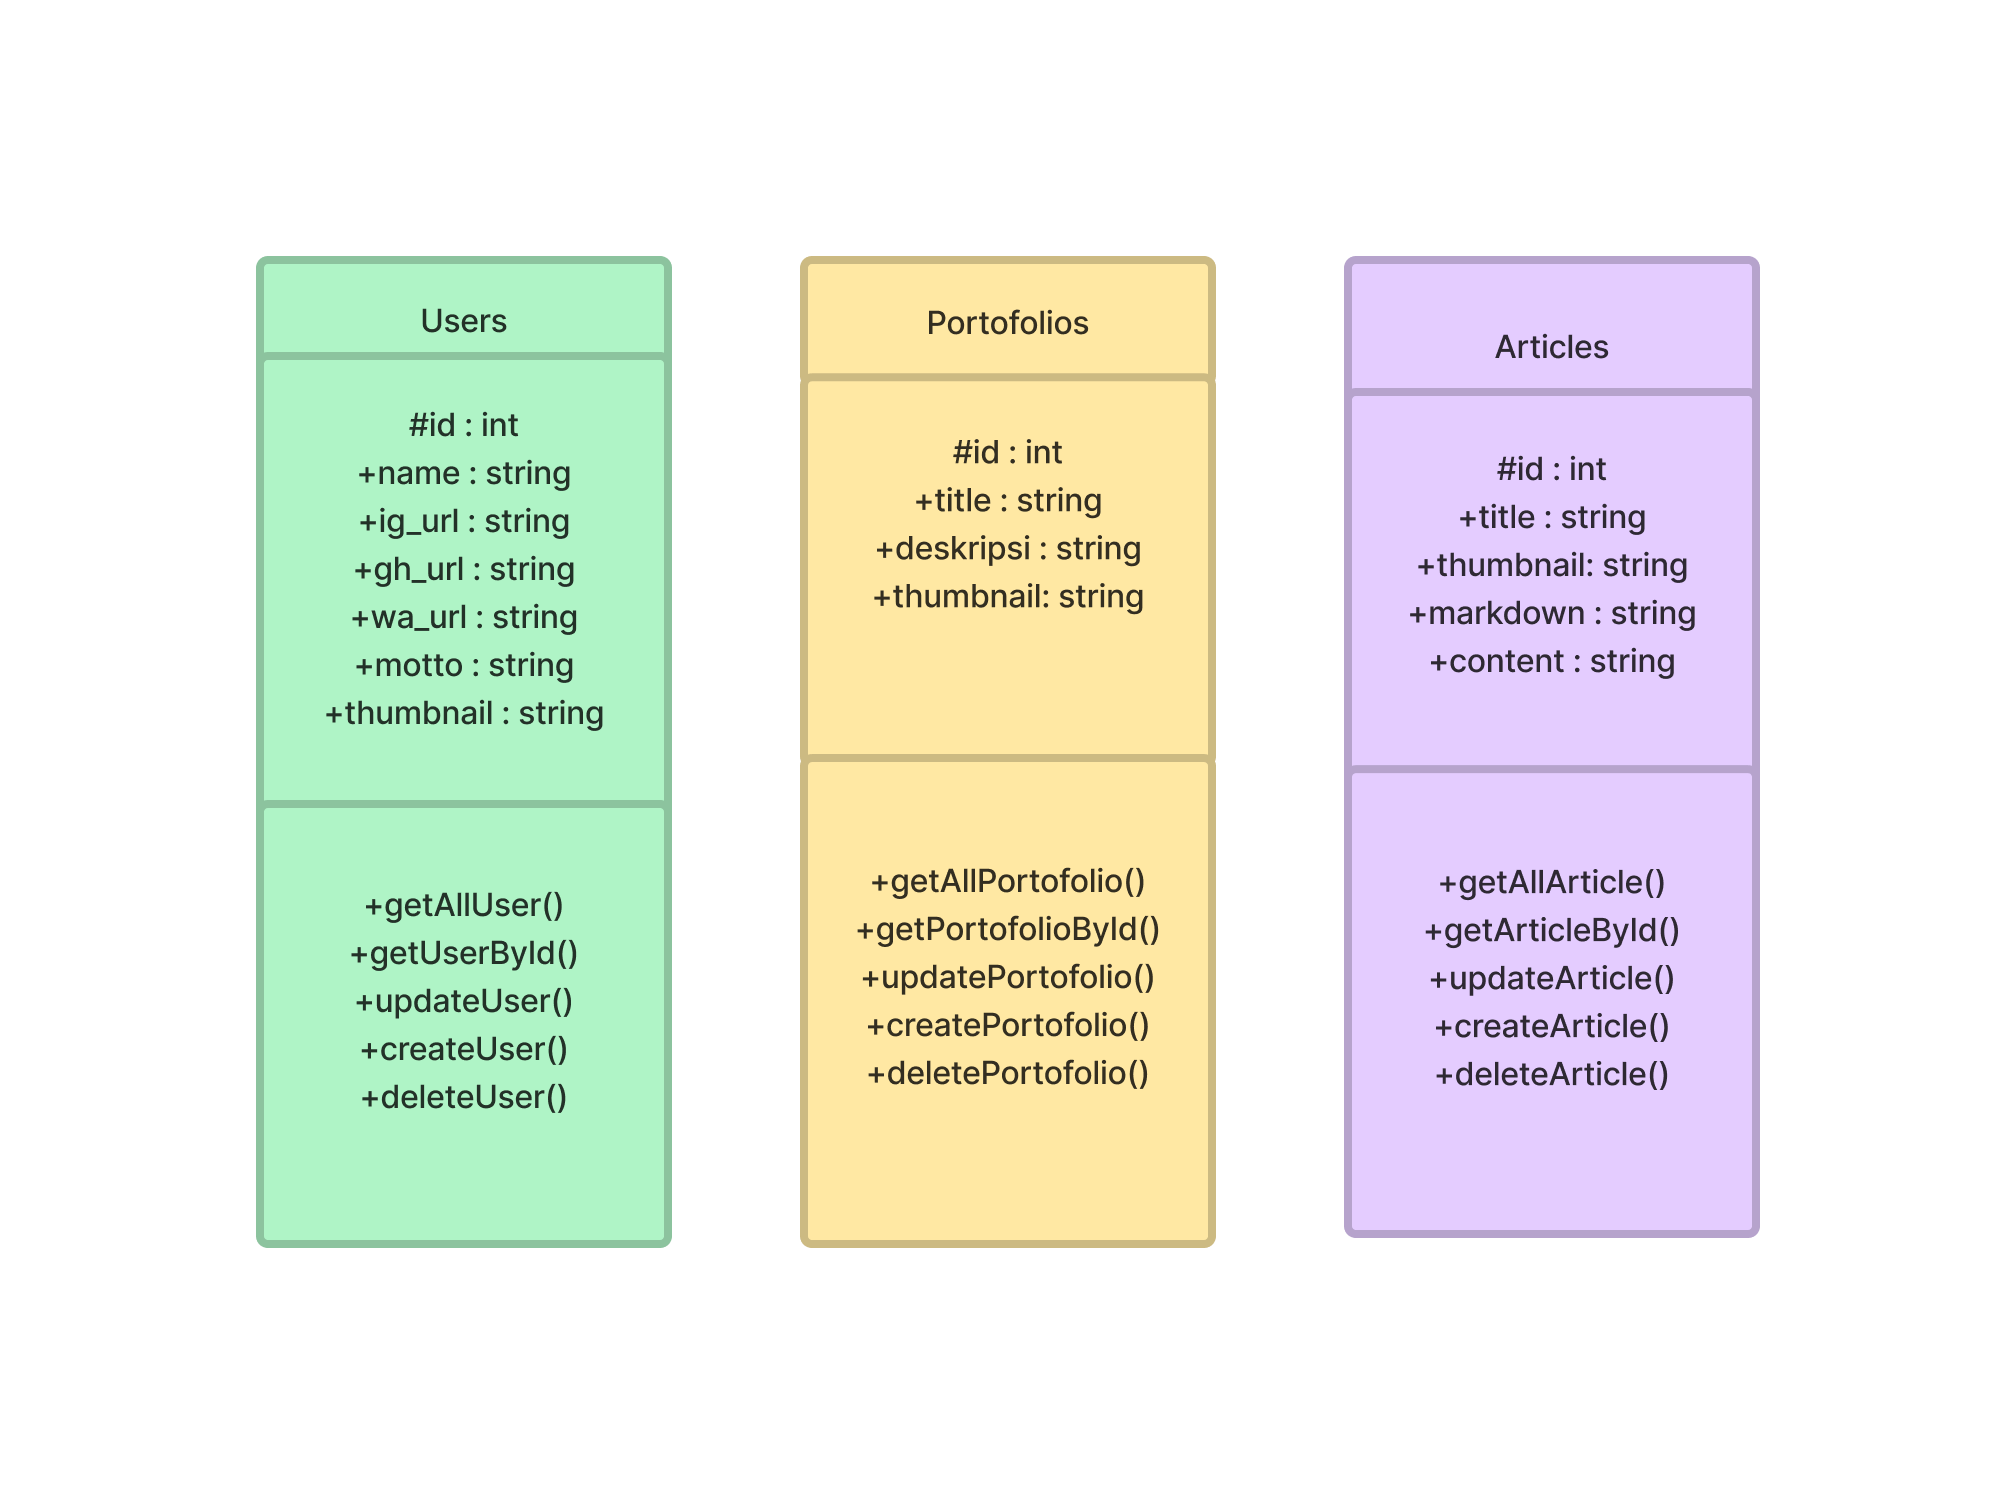 Users
#id : int
+name : string
+ig_url : string
+gh_url : string
+wa_url : string
+motto : string
+thumbnail : string
+getAllUser()
+getUserById()
+updateUser()
+createUser()
+deleteUser()
Portofolios
#id : int
+title : string
+deskripsi : string
+thumbnail: string
+getAllPortofolio()
+getPortofolioById()
+updatePortofolio()
+createPortofolio()
+deletePortofolio()
Articles
#id : int
+title : string
+thumbnail: string
+markdown : string
+content : string
+getAllArticle()
+getArticleById()
+updateArticle()
+createArticle()
+deleteArticle()